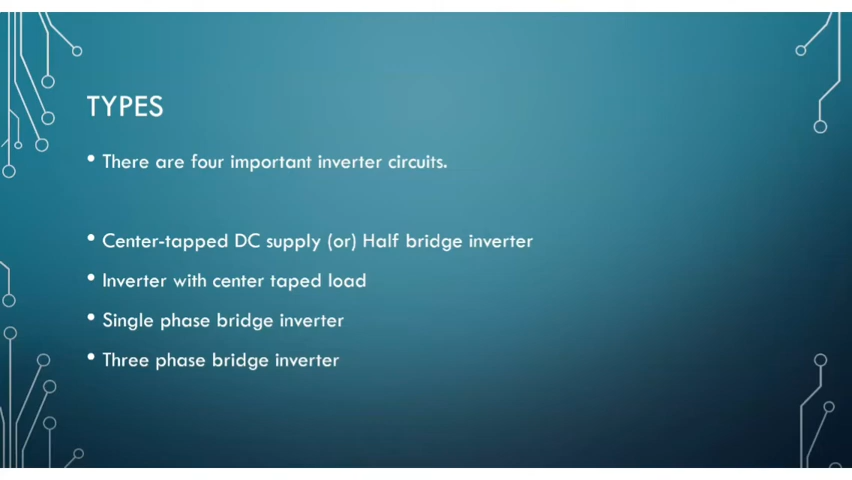 TYPES
• There are four important inverter circuits.
• Center-tapped DC supply (or) Half bridge inverter
• Inverter with center taped load
• Single phase bridge inverter
• Three phase bridge inverter